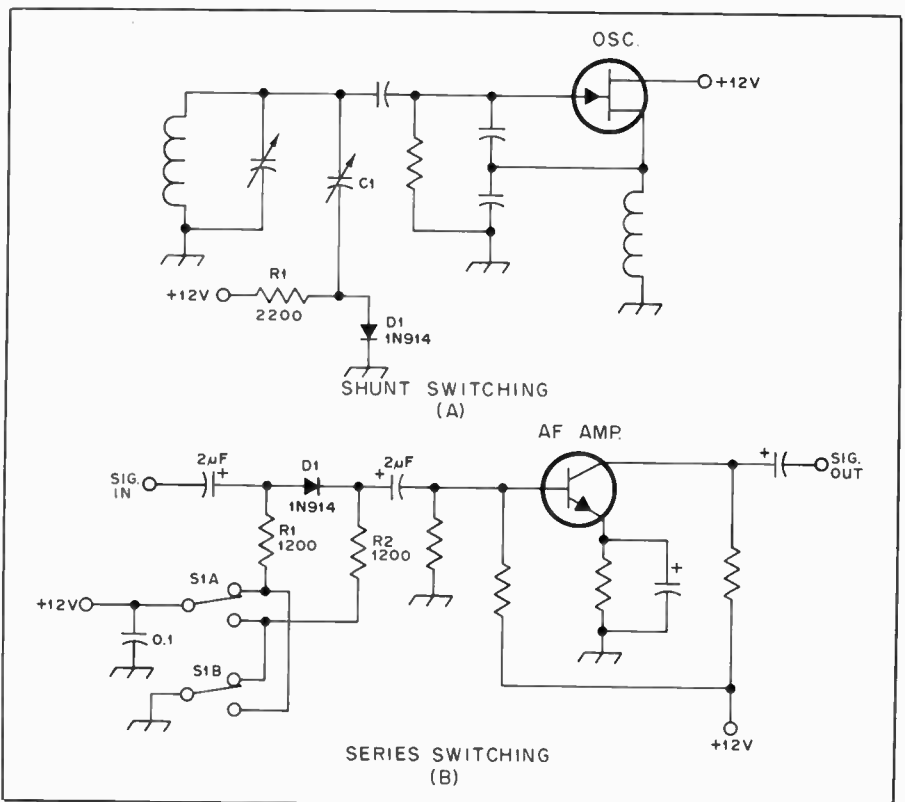 OSC.
+12V
C1
R1
+12V
2200
D1
1N914
SHUNT SWITCHING
(A)
AF AMP.
2µF
D1
2µF
+
SIG. IN
+
+
SIG. OUT
1N914
R1
1200
R2
1200
S1A
+12V
+
0.1
S1B
+12V
SERIES SWITCHING
(B)